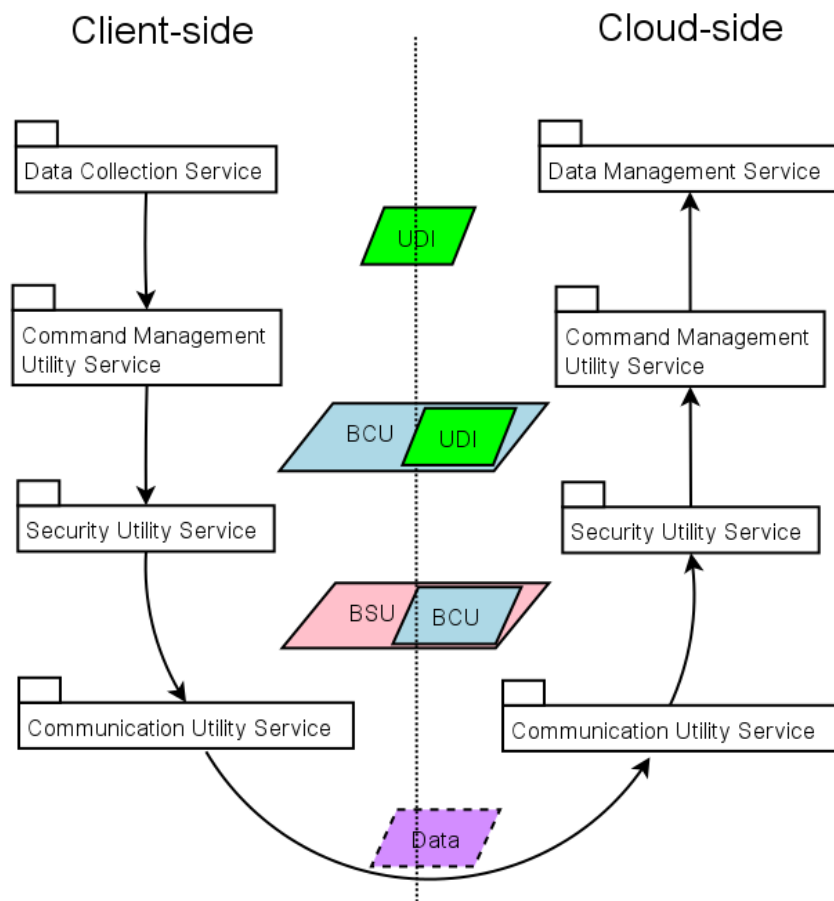 Client-side
Cloud-side
Data Collection Service
Data Management Service
UDI
Command Management
Utility Service
Command Management
Utility Service
BCU
UDI
Security Utility Service
Security Utility Service
BSU
BCU
Communication Utility Service
Communication Utility Service
Data